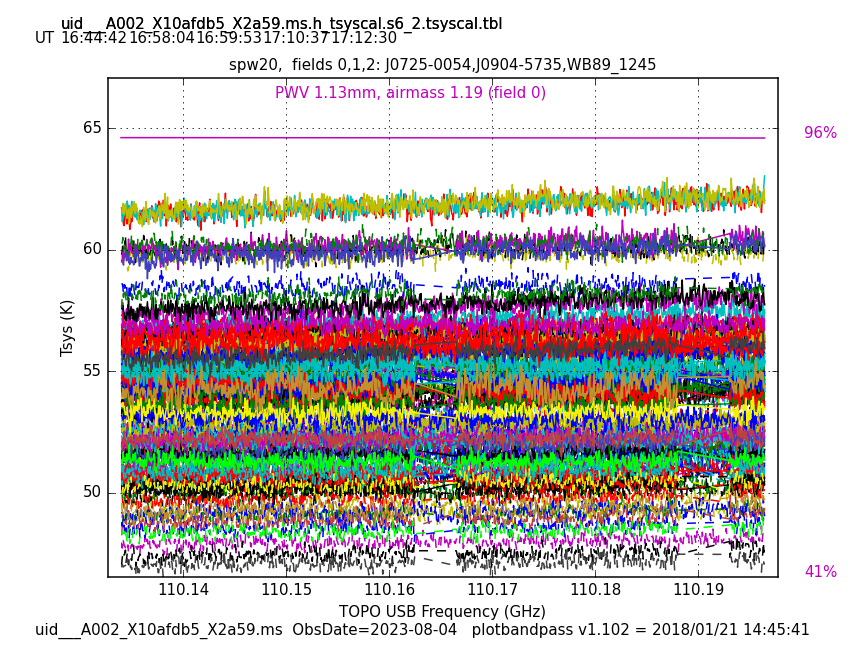 uid___A002_X10afdb5_X2a59.ms.h_tsyscal.s6_2.tsyscal.tbl
UT 16:44:42 16:58:04 16:59:53 17:10:37 17:12:30
spw20,  fields 0,1,2: J0725-0054,J0904-5735,WB89_1245
PWV 1.13mm, airmass 1.19 (field 0)
65
96%
60
Tsys (K)
55
50
41%
110.14 110.15 110.16 110.17 110.18 110.19
TOPO USB Frequency (GHz)
uid___A002_X10afdb5_X2a59.ms  ObsDate=2023-08-04   plotbandpass v1.102 = 2018/01/21 14:45:41